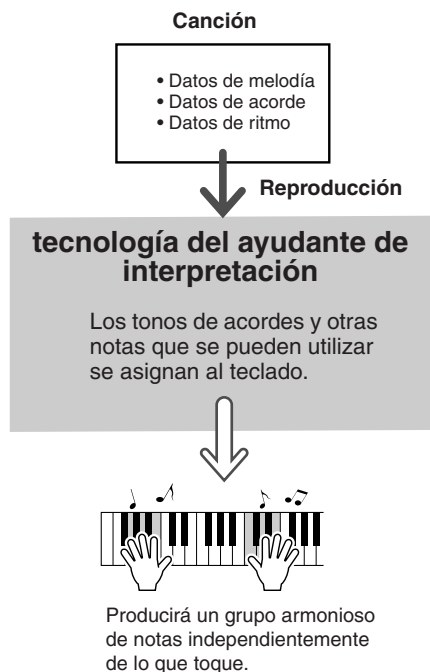 Canción
• Datos de melodía
• Datos de acorde
• Datos de ritmo
Reproducción
tecnología del ayudante de
interpretación
Los tonos de acordes y otras
notas que se pueden utilizar
se asignan al teclado.
Producirá un grupo armonioso
de notas independientemente
de lo que toque.